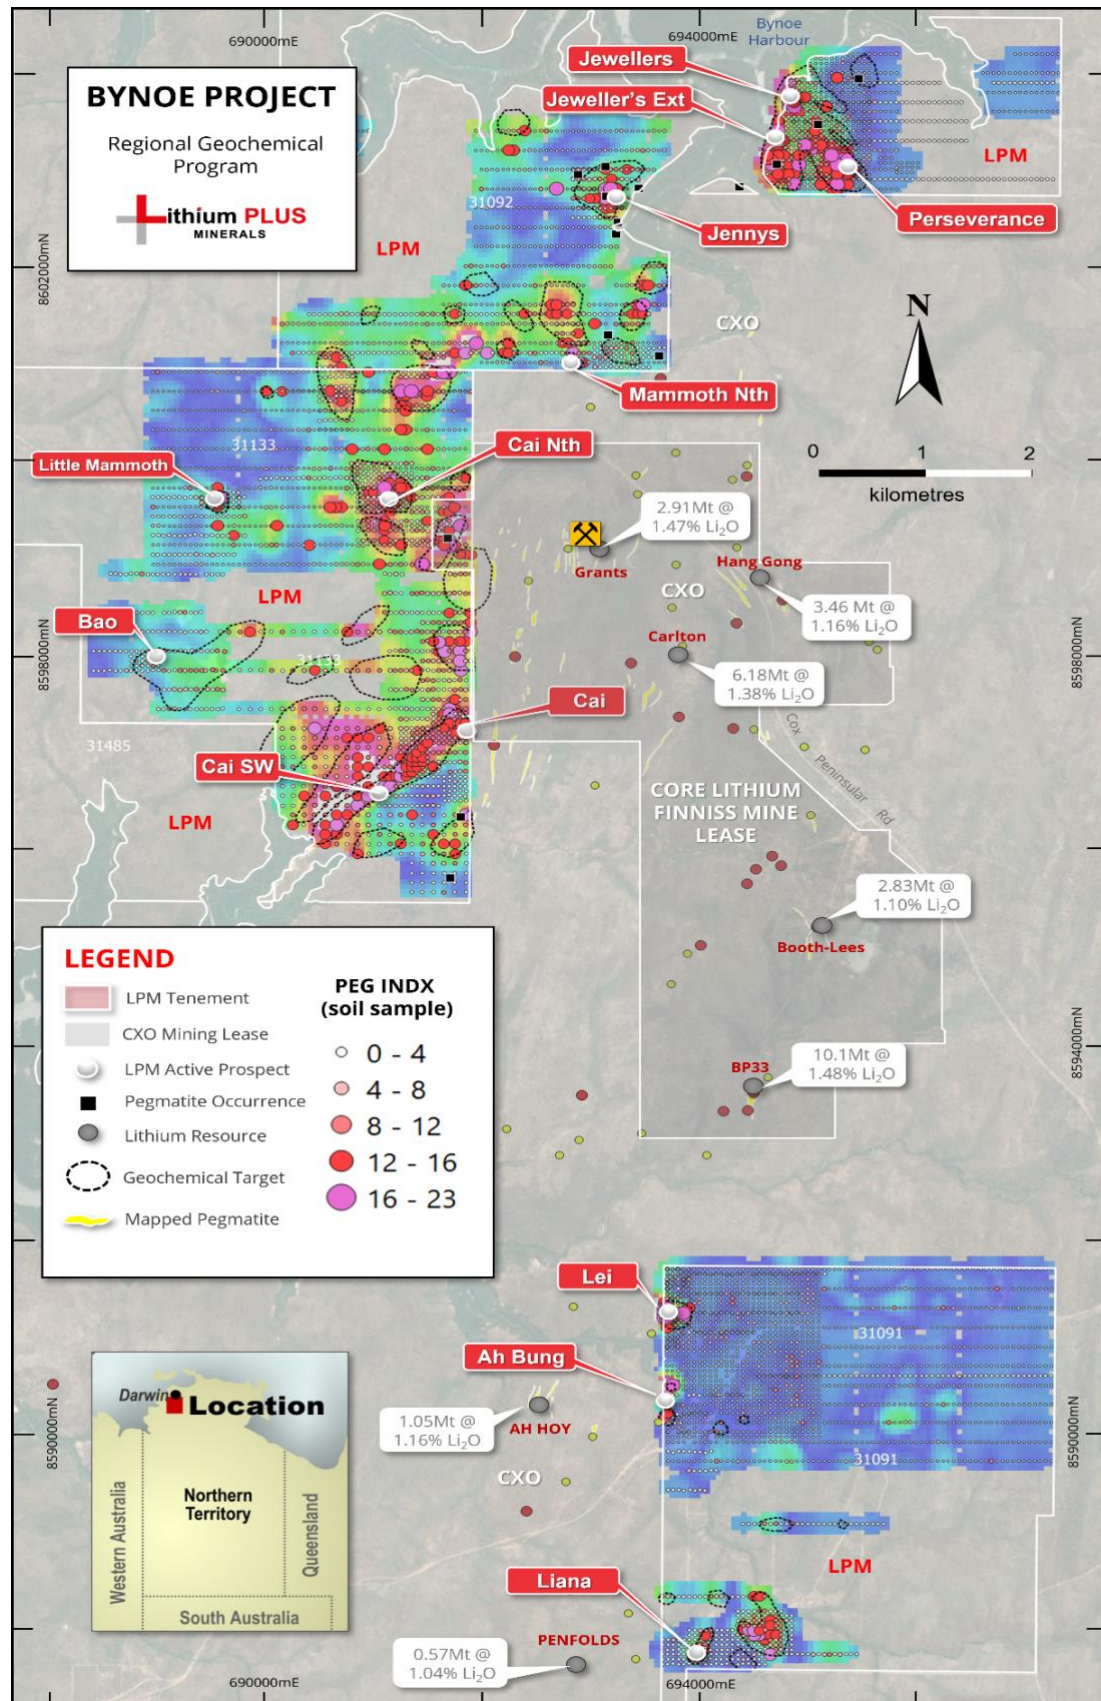 690000mE
694000mE
Bynoe
Harbour
BYNOE PROJECT
Regional Geochemical
Program
Lithium PLUS
MINERALS
Jewellers
Jeweller's Ext
LPM
Perseverance
31092
Jennys
LPM
8602000mN
CXO
N
Mammoth Nth
31133
Cai Nth
Little Mammoth
0 1 2
kilometres
2.91Mt @
1.47% Li₂O
Grants
Hang Gong
CXO
3.46 Mt @
1.16% Li₂O
LPM
Bao
Carlton
8598000mN
8598000mN
31133
6.18Mt @
1.38% Li₂O
Cai
31485
Cai SW
Cox Peninsular Rd
LPM
CORE LITHIUM
FINNISS MINE
LEASE
2.83Mt @
1.10% Li₂O
Booth-Lees
LEGEND
LPM Tenement
CXO Mining Lease
LPM Active Prospect
Pegmatite Occurrence
Lithium Resource
Geochemical Target
Mapped Pegmatite
PEG INDX
(soil sample)
0 - 4
4 - 8
8 - 12
12 - 16
16 - 23
8594000mN
BP33
10.1Mt @
1.48% Li₂O
Lei
31091
Ah Bung
Darwin
Location
Western Australia
Northern
Territory
Queensland
South Australia
8590000mN
8590000mN
1.05Mt @
1.16% Li₂O
AH HOY
31091
CXO
LPM
Liana
PENFOLDS
0.57Mt @
1.04% Li₂O
690000mE
694000mE